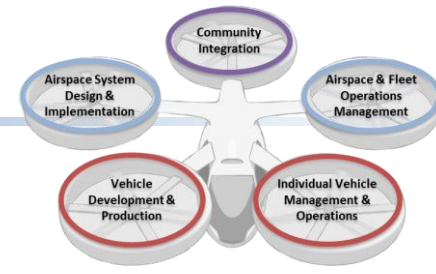 Community
Integration
Airspace System
Design &
Implementation
Airspace & Fleet
Operations
Management
Vehicle
Development &
Production
Individual Vehicle
Management &
Operations